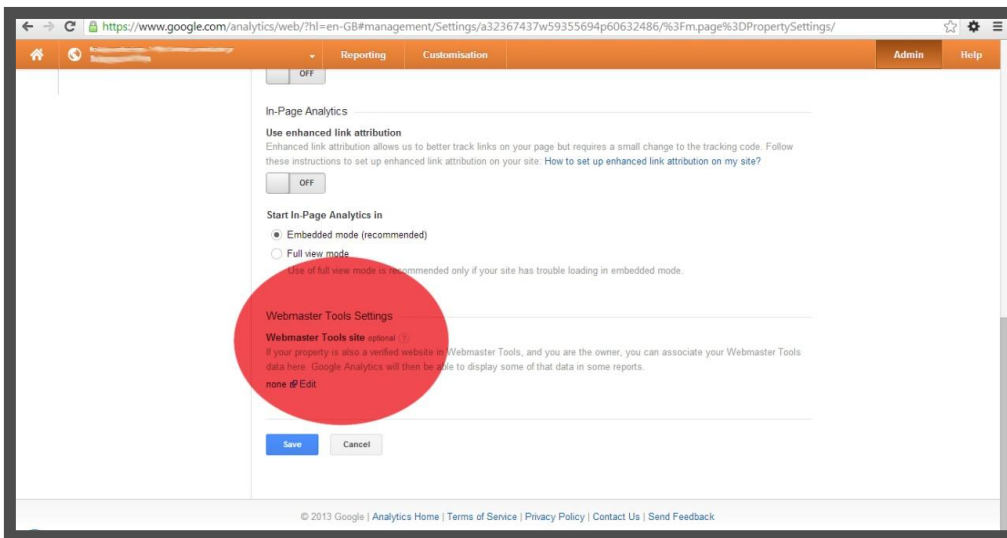 https://www.google.com/analytics/web/?hl=en-GB#management/Settings/a32367437w59355694p60632486/%3Fm.page%3DPropertySettings/
Reporting Customisation Admin Help
OFF
In-Page Analytics
Use enhanced link attribution
Enhanced link attribution allows us to better track links on your page but requires a small change to the tracking code. Follow
these instructions to set up enhanced link attribution on your site: How to set up enhanced link attribution on my site?
OFF
Start In-Page Analytics in
Embedded mode (recommended)
Full view mode
Use of full view mode is recommended only if your site has trouble loading in embedded mode.
Webmaster Tools Settings
Webmaster Tools site optional (?)
If your property is also a verified website in Webmaster Tools, and you are the owner, you can associate your Webmaster Tools
data here. Google Analytics will then be able to display some of that data in some reports.
none Edit
Save Cancel
© 2013 Google | Analytics Home | Terms of Service | Privacy Policy | Contact Us | Send Feedback